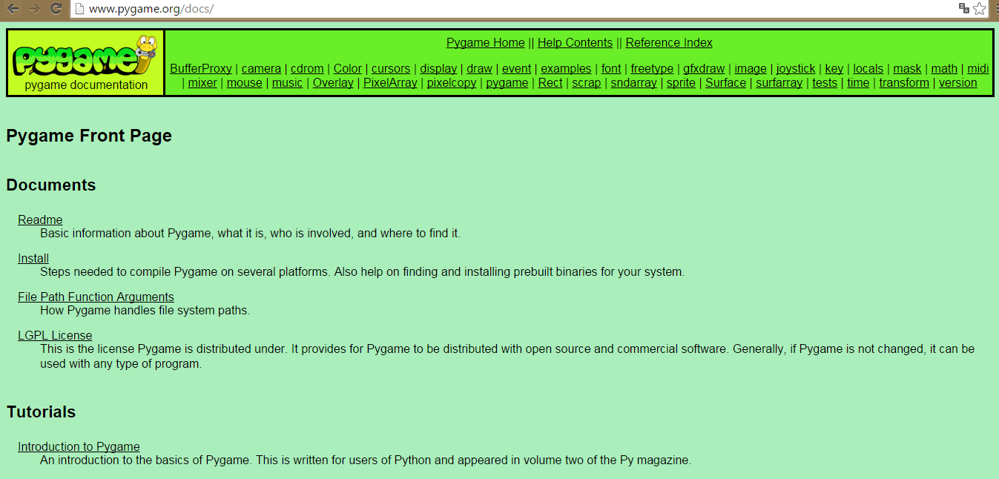 www.pygame.org/docs/
pygame
pygame documentation
Pygame Home || Help Contents || Reference Index
BufferProxy | camera | cdrom | Color | cursors | display | draw | event | examples | font | freetype | gfxdraw | image | joystick | key | locals | mask | math | midi
| mixer | mouse | music | Overlay | PixelArray | pixelcopy | pygame | Rect | scrap | sndarray | sprite | Surface | surfarray | tests | time | transform | version
Pygame Front Page
Documents
Readme
Basic information about Pygame, what it is, who is involved, and where to find it.
Install
Steps needed to compile Pygame on several platforms. Also help on finding and installing prebuilt binaries for your system.
File Path Function Arguments
How Pygame handles file system paths.
LGPL License
This is the license Pygame is distributed under. It provides for Pygame to be distributed with open source and commercial software. Generally, if Pygame is not changed, it can be
used with any type of program.
Tutorials
Introduction to Pygame
An introduction to the basics of Pygame. This is written for users of Python and appeared in volume two of the Py magazine.